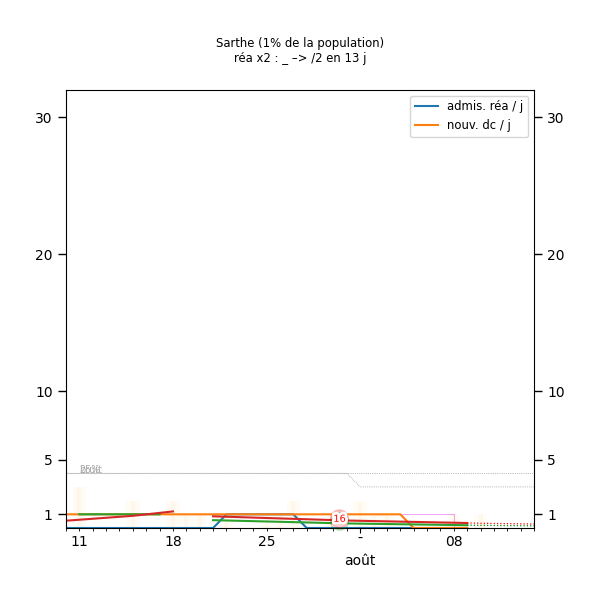 Sarthe (1% de la population)
réa x2 : _ –> /2 en 13 j
admis. réa / j
nouv. dc / j
30 30
20 20
10 10
5 5
1 1
16
11 18 25 - 08
août